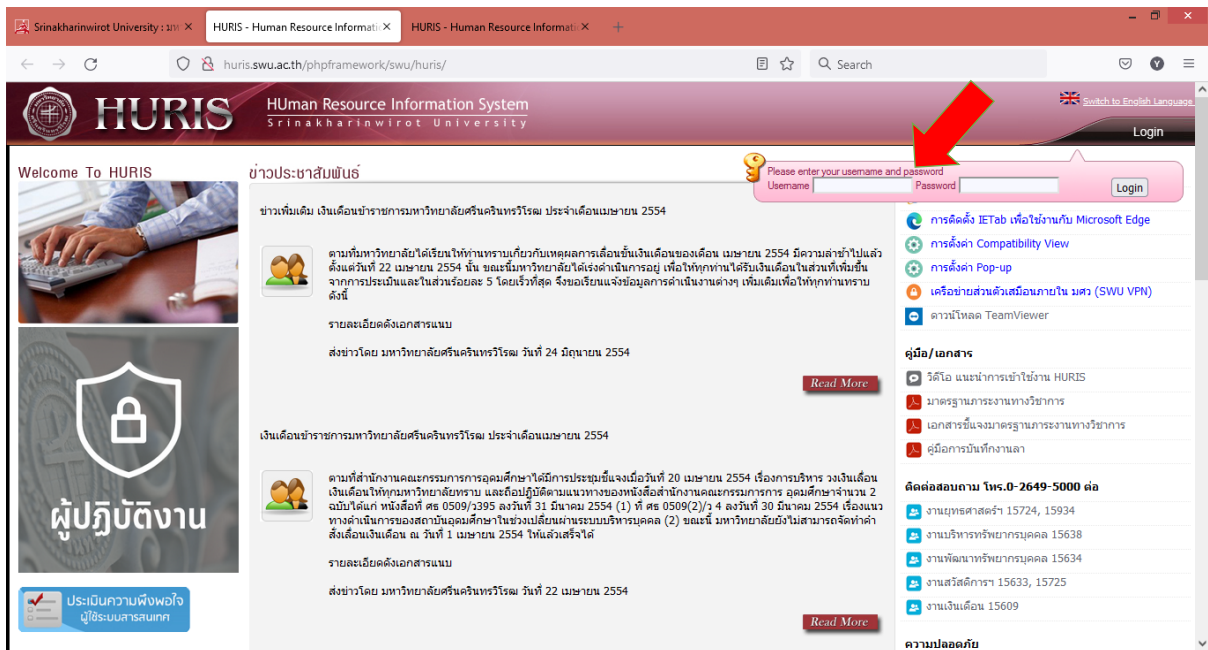 Srinakharinwirot University : มห
HURIS - Human Resource Informati
HURIS - Human Resource Informati
huris.swu.ac.th/phpframework/swu/huris/
Search
HURIS
HUman Resource Information System
Srinakharinwirot University
Switch to English Language
Login
Welcome To HURIS
ข่าวประชาสัมพันธ์
Please enter your username and password
Username
Password
Login
ข่าวเพิ่มเติม เงินเดือนข้าราชการมหาวิทยาลัยศรีนครินทรวิโรฒ ประจำเดือนเมษายน 2554
ตามที่มหาวิทยาลัยได้เรียนให้ท่านทราบเกี่ยวกับเหตุผลการเลื่อนขั้นเงินเดือนของเดือน เมษายน 2554 มีความล่าช้าไปแล้ว
ตั้งแต่วันที่ 22 เมษายน 2554 นั้น ขณะนี้มหาวิทยาลัยได้เร่งดำเนินการอยู่ เพื่อให้ทุกท่านได้รับเงินเดือนในส่วนที่เพิ่มขึ้น
จากการประเมินและในส่วนร้อยละ 5 โดยเร็วที่สุด จึงขอเรียนแจ้งข้อมูลการดำเนินงานต่างๆ เพิ่มเติมเพื่อให้ทุกท่านทราบ
ดังนี้
รายละเอียดดังเอกสารแนบ
ส่งข่าวโดย มหาวิทยาลัยศรีนครินทรวิโรฒ วันที่ 24 มิถุนายน 2554
Read More
เงินเดือนข้าราชการมหาวิทยาลัยศรีนครินทรวิโรฒ ประจำเดือนเมษายน 2554
ตามที่สำนักงานคณะกรรมการการอุดมศึกษาได้มีการประชุมชี้แจงเมื่อวันที่ 20 เมษายน 2554 เรื่องการบริหาร วงเงินเลื่อน
เงินเดือนให้ทุกมหาวิทยาลัยทราบ และถือปฏิบัติตามแนวทางของหนังสือสำนักงานคณะกรรมการการ อุดมศึกษาจำนวน 2
ฉบับได้แก่ หนังสือที่ ศธ 0509/ว395 ลงวันที่ 31 มีนาคม 2554 (1) ที่ ศธ 0509(2)/ว 4 ลงวันที่ 30 มีนาคม 2554 เรื่องแนว
ทางดำเนินการของสถาบันอุดมศึกษาในช่วงเปลี่ยนผ่านระบบบริหารบุคคล (2) ขณะนี้ มหาวิทยาลัยยังไม่สามารถจัดทำคำ
สั่งเลื่อนเงินเดือน ณ วันที่ 1 เมษายน 2554 ให้แล้วเสร็จได้
รายละเอียดดังเอกสารแนบ
ส่งข่าวโดย มหาวิทยาลัยศรีนครินทรวิโรฒ วันที่ 22 เมษายน 2554
Read More
ผู้ปฏิบัติงาน
ประเมินความพึงพอใจ
ผู้ใช้ระบบสารสนเทศ
การติดตั้ง IETab เพื่อใช้งานกับ Microsoft Edge
การตั้งค่า Compatibility View
การตั้งค่า Pop-up
เครือข่ายส่วนตัวเสมือนภายใน มศว (SWU VPN)
ดาวน์โหลด TeamViewer
คู่มือ/เอกสาร
วิดีโอ แนะนำการเข้าใช้งาน HURIS
มาตรฐานภาระงานทางวิชาการ
เอกสารชี้แจงมาตรฐานภาระงานทางวิชาการ
คู่มือการบันทึกงานลา
ติดต่อสอบถาม โทร.0-2649-5000 ต่อ
งานยุทธศาสตร์ฯ 15724, 15934
งานบริหารทรัพยากรบุคคล 15638
งานพัฒนาทรัพยากรบุคคล 15634
งานสวัสดิการฯ 15633, 15725
งานเงินเดือน 15609
ความปลอดภัย